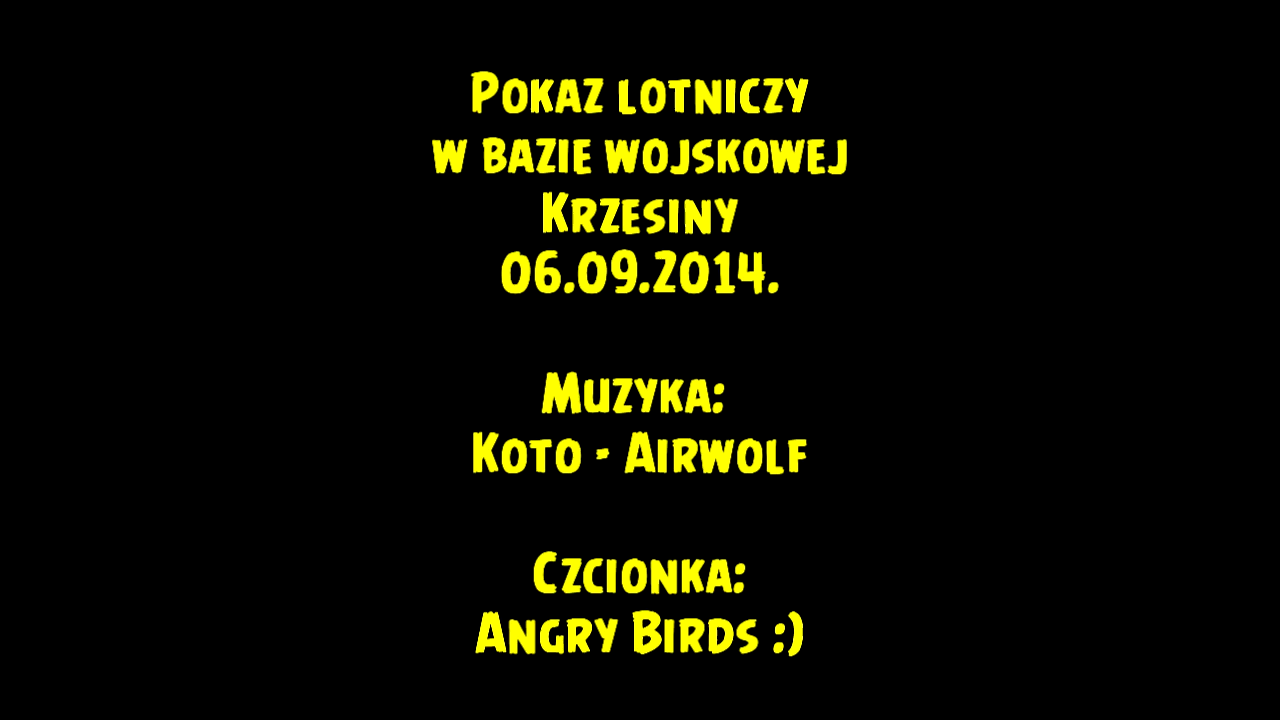 Pokaz lotniczy
w bazie wojskowej
Krzesiny
06.09.2014.
Muzyka:
Koto - Airwolf
Czcionka:
Angry Birds :)